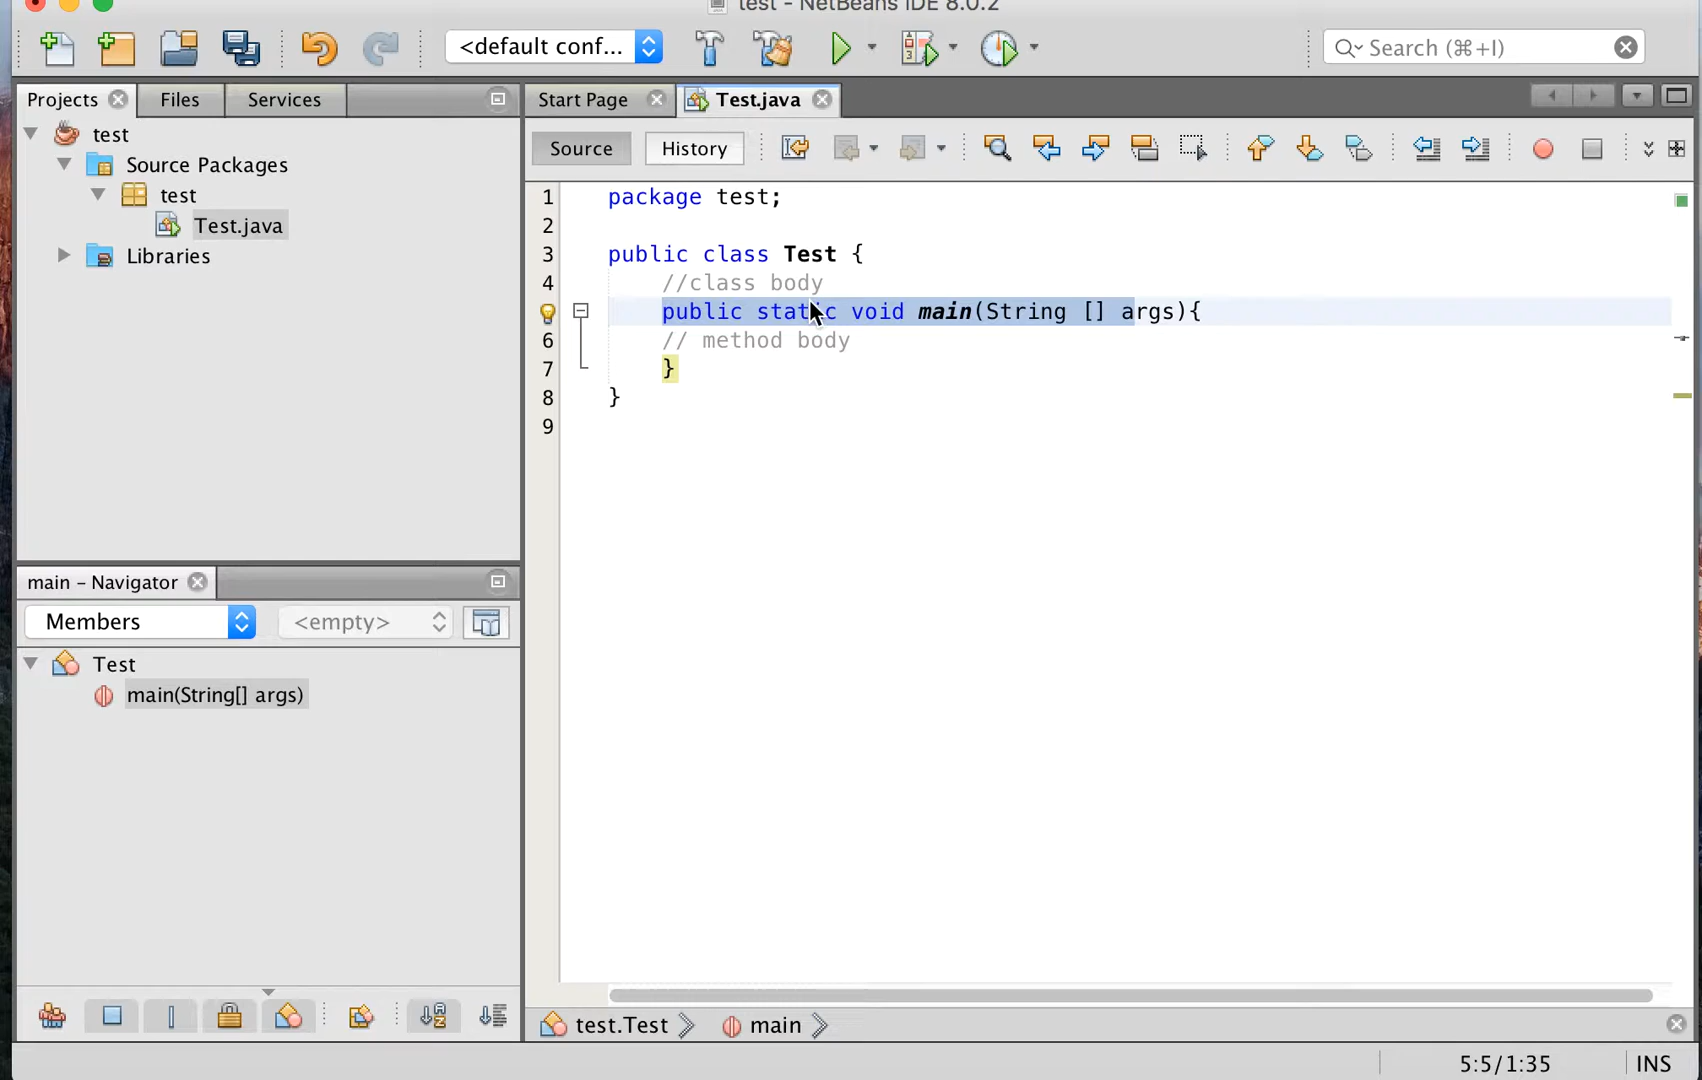 test - NetBeans IDE 8.0.2
<default conf...
Search (⌘+I)
Projects
Files
Services
Start Page
Test.java
test
Source Packages
test
Test.java
Libraries
Source
History
1 package test;
2
3 public class Test {
4 //class body
public static void main(String [] args){
6 // method body
7 }
8 }
9
main – Navigator
Members
<empty>
Test
main(String[] args)
test.Test
main
5:5/1:35
INS